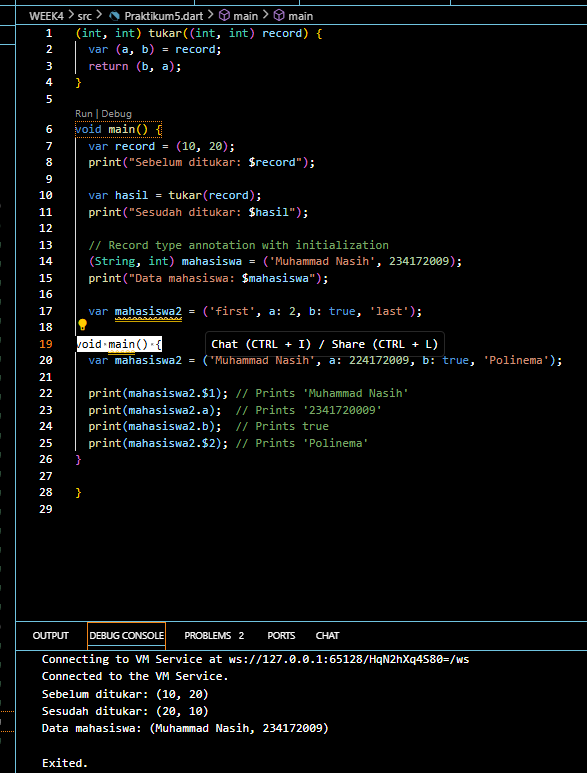 WEEK4 > src > Praktikum5.dart > main > main
1 (int, int) tukar((int, int) record) {
2 var (a, b) = record;
3 return (b, a);
4 }
5
Run | Debug
6 void main() {
7 var record = (10, 20);
8 print("Sebelum ditukar: $record");
9
10 var hasil = tukar(record);
11 print("Sesudah ditukar: $hasil");
12
13 // Record type annotation with initialization
14 (String, int) mahasiswa = ('Muhammad Nasih', 234172009);
15 print("Data mahasiswa: $mahasiswa");
16
17 var mahasiswa2 = ('first', a: 2, b: true, 'last');
18
19 void·main()·{
Chat (CTRL + I) / Share (CTRL + L)
20 var mahasiswa2 = ('Muhammad Nasih', a: 224172009, b: true, 'Polinema');
21
22 print(mahasiswa2.$1); // Prints 'Muhammad Nasih'
23 print(mahasiswa2.a); // Prints '2341720009'
24 print(mahasiswa2.b); // Prints true
25 print(mahasiswa2.$2); // Prints 'Polinema'
26 }
27
28 }
29
OUTPUT DEBUG CONSOLE PROBLEMS 2 PORTS CHAT
Connecting to VM Service at ws://127.0.0.1:65128/HqN2hXq4S80=/ws
Connected to the VM Service.
Sebelum ditukar: (10, 20)
Sesudah ditukar: (20, 10)
Data mahasiswa: (Muhammad Nasih, 234172009)
Exited.